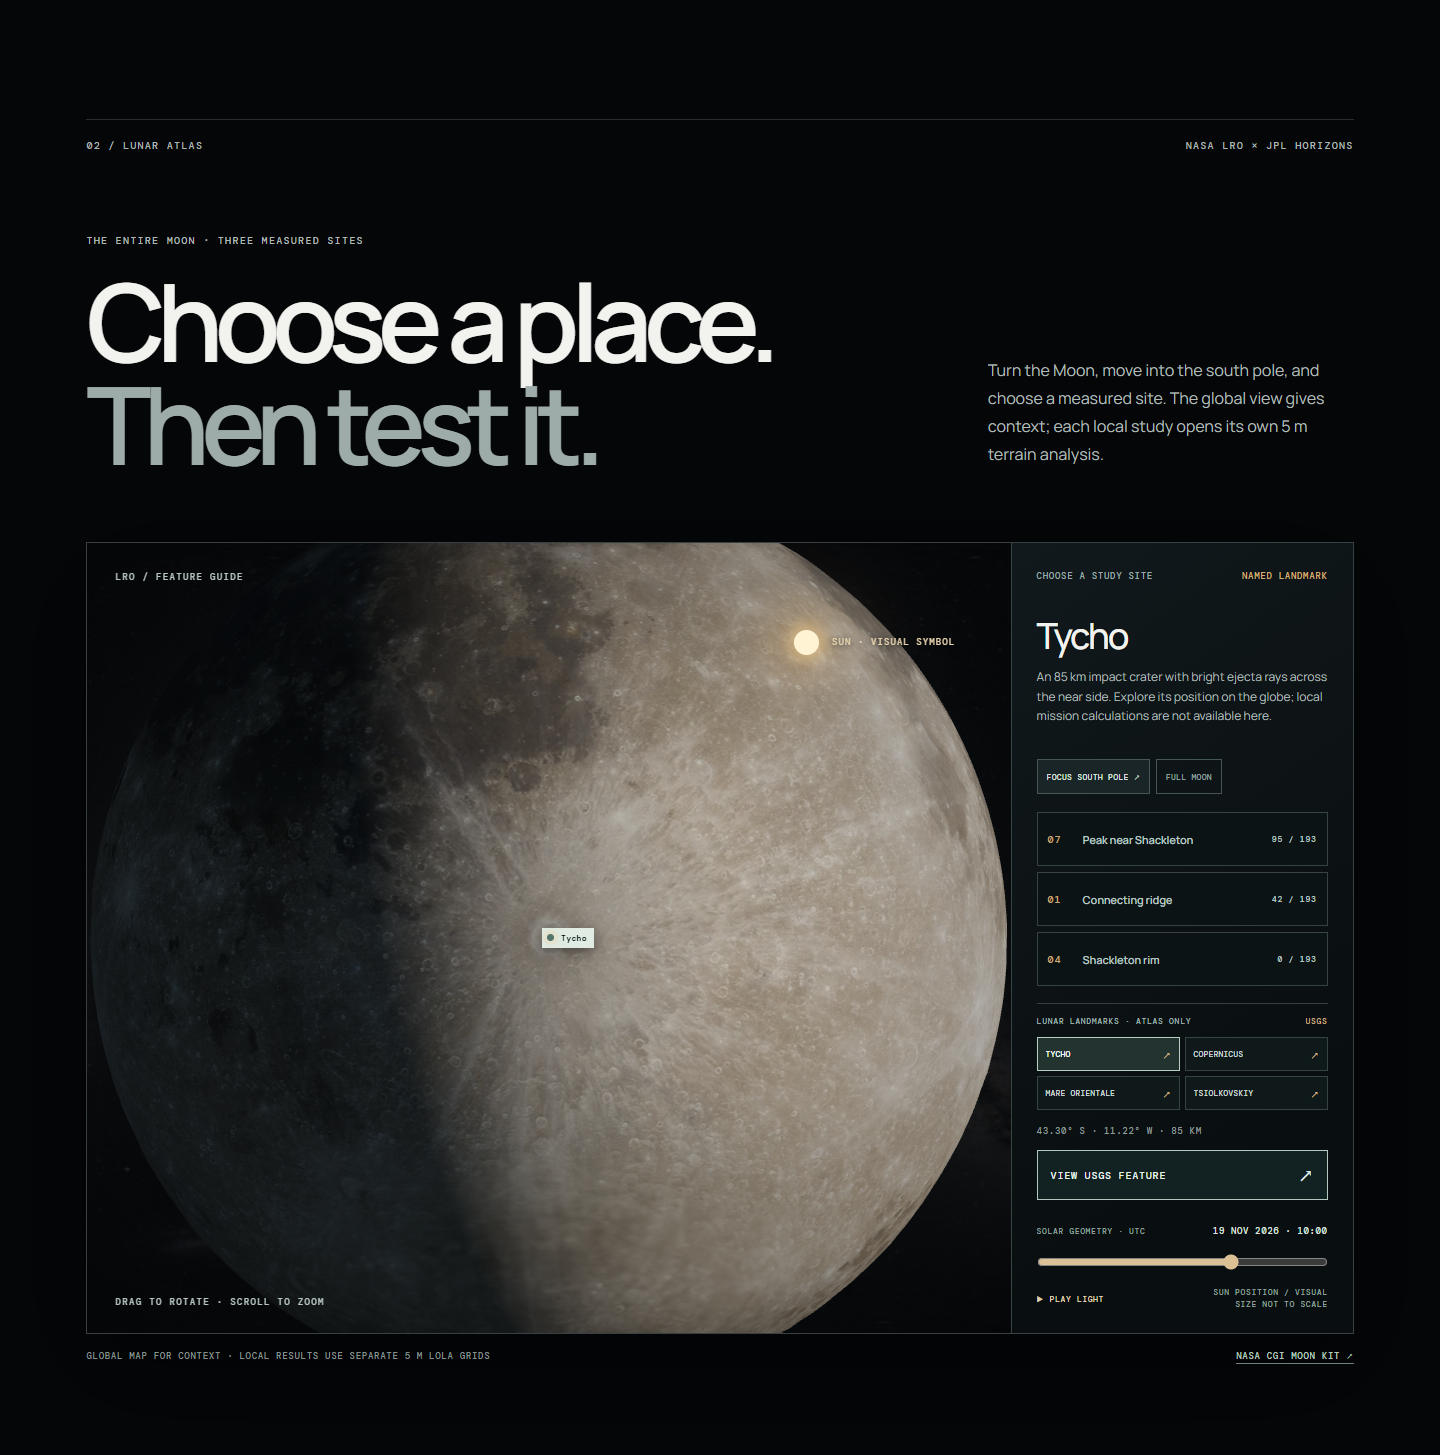 02 / LUNAR ATLAS
NASA LRO × JPL HORIZONS
THE ENTIRE MOON · THREE MEASURED SITES
Choose a place.
Then test it.
Turn the Moon, move into the south pole, and
choose a measured site. The global view gives
context; each local study opens its own 5 m
terrain analysis.
LRO / FEATURE GUIDE
SUN · VISUAL SYMBOL
Tycho
DRAG TO ROTATE · SCROLL TO ZOOM
CHOOSE A STUDY SITE
NAMED LANDMARK
Tycho
An 85 km impact crater with bright ejecta rays across
the near side. Explore its position on the globe; local
mission calculations are not available here.
FOCUS SOUTH POLE ↗
FULL MOON
07 Peak near Shackleton 95 / 193
01 Connecting ridge 42 / 193
04 Shackleton rim 0 / 193
LUNAR LANDMARKS · ATLAS ONLY
USGS
TYCHO ↗
COPERNICUS ↗
MARE ORIENTALE ↗
TSIOLKOVSKIY ↗
43.30° S · 11.22° W · 85 KM
VIEW USGS FEATURE ↗
SOLAR GEOMETRY · UTC
19 NOV 2026 · 10:00
▶ PLAY LIGHT
SUN POSITION / VISUAL
SIZE NOT TO SCALE
GLOBAL MAP FOR CONTEXT · LOCAL RESULTS USE SEPARATE 5 M LOLA GRIDS
NASA CGI MOON KIT ↗